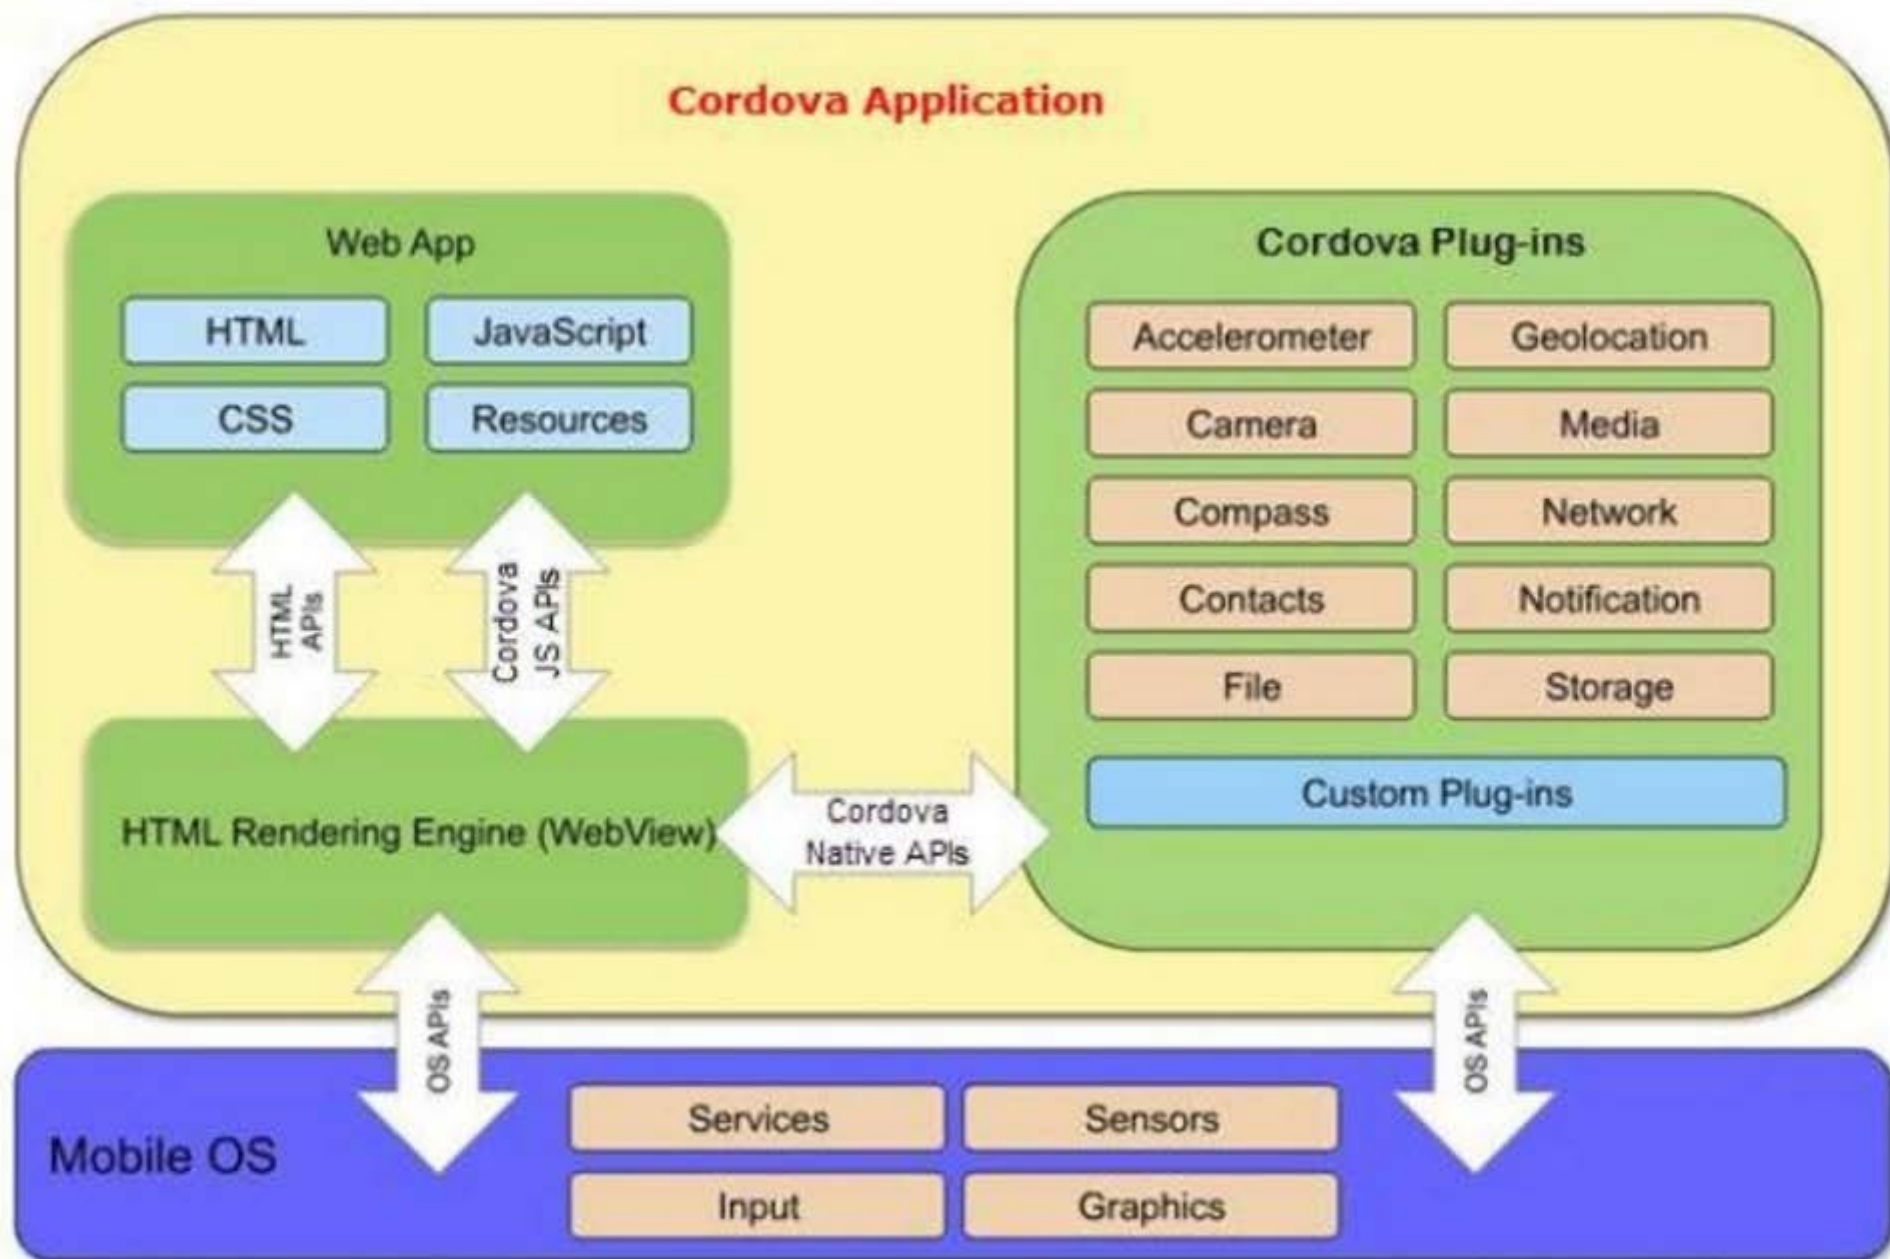 Cordova Application
Web App
HTML
JavaScript
CSS
Resources
HTML
APIs
Cordova
JS APIs
HTML Rendering Engine (WebView)
Cordova
Native APIs
Cordova Plug-ins
Accelerometer
Geolocation
Camera
Media
Compass
Network
Contacts
Notification
File
Storage
Custom Plug-ins
OS APIs
OS APIs
Mobile OS
Services
Sensors
Input
Graphics